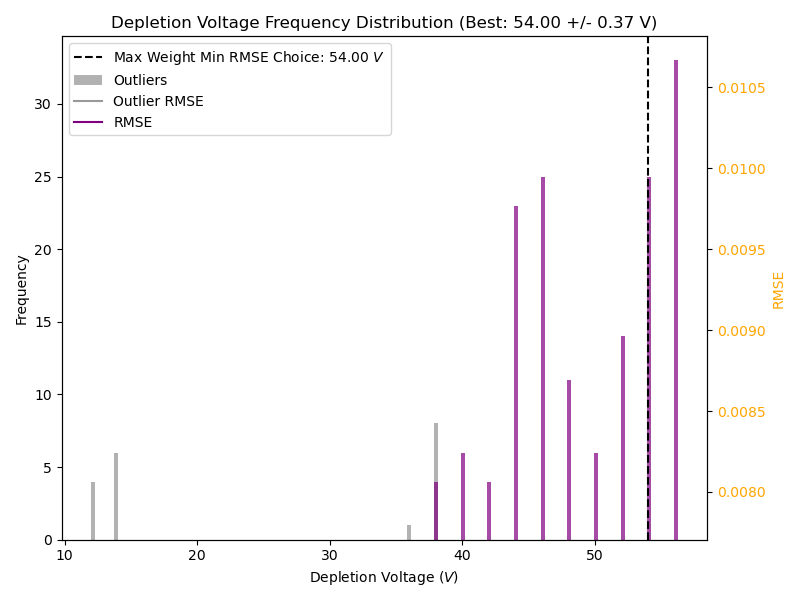 Depletion Voltage Frequency Distribution (Best: 54.00 +/- 0.37 V)
Max Weight Min RMSE Choice: 54.00 V
Outliers
Outlier RMSE
RMSE
30
25
20
15
10
5
0
Frequency
0.0105
0.0100
0.0095
0.0090
0.0085
0.0080
RMSE
10 20 30 40 50
Depletion Voltage (V)